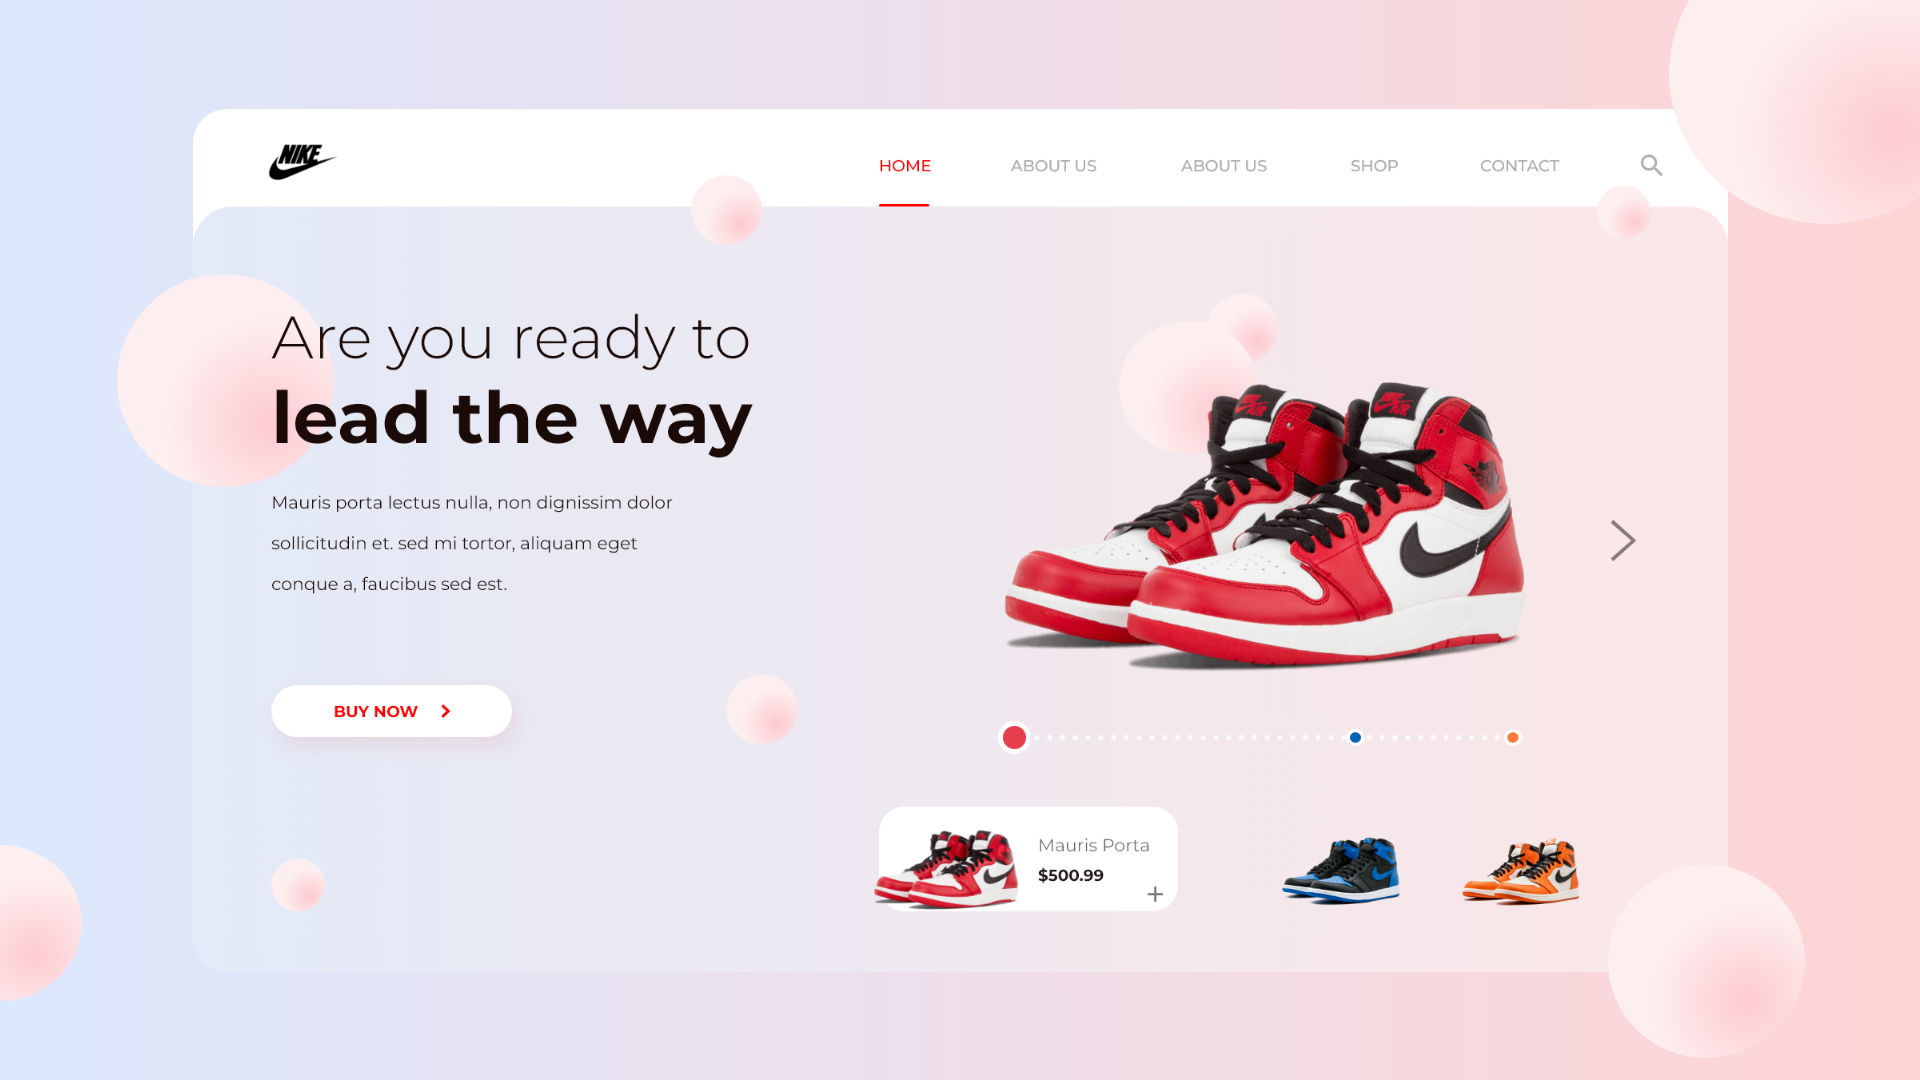 NIKE
HOME
ABOUT US
ABOUT US
SHOP
CONTACT
Are you ready to
lead the way
Mauris porta lectus nulla, non dignissim dolor
sollicitudin et. sed mi tortor, aliquam eget
conque a, faucibus sed est.
BUY NOW
AIR
AIR
Mauris Porta
$500.99